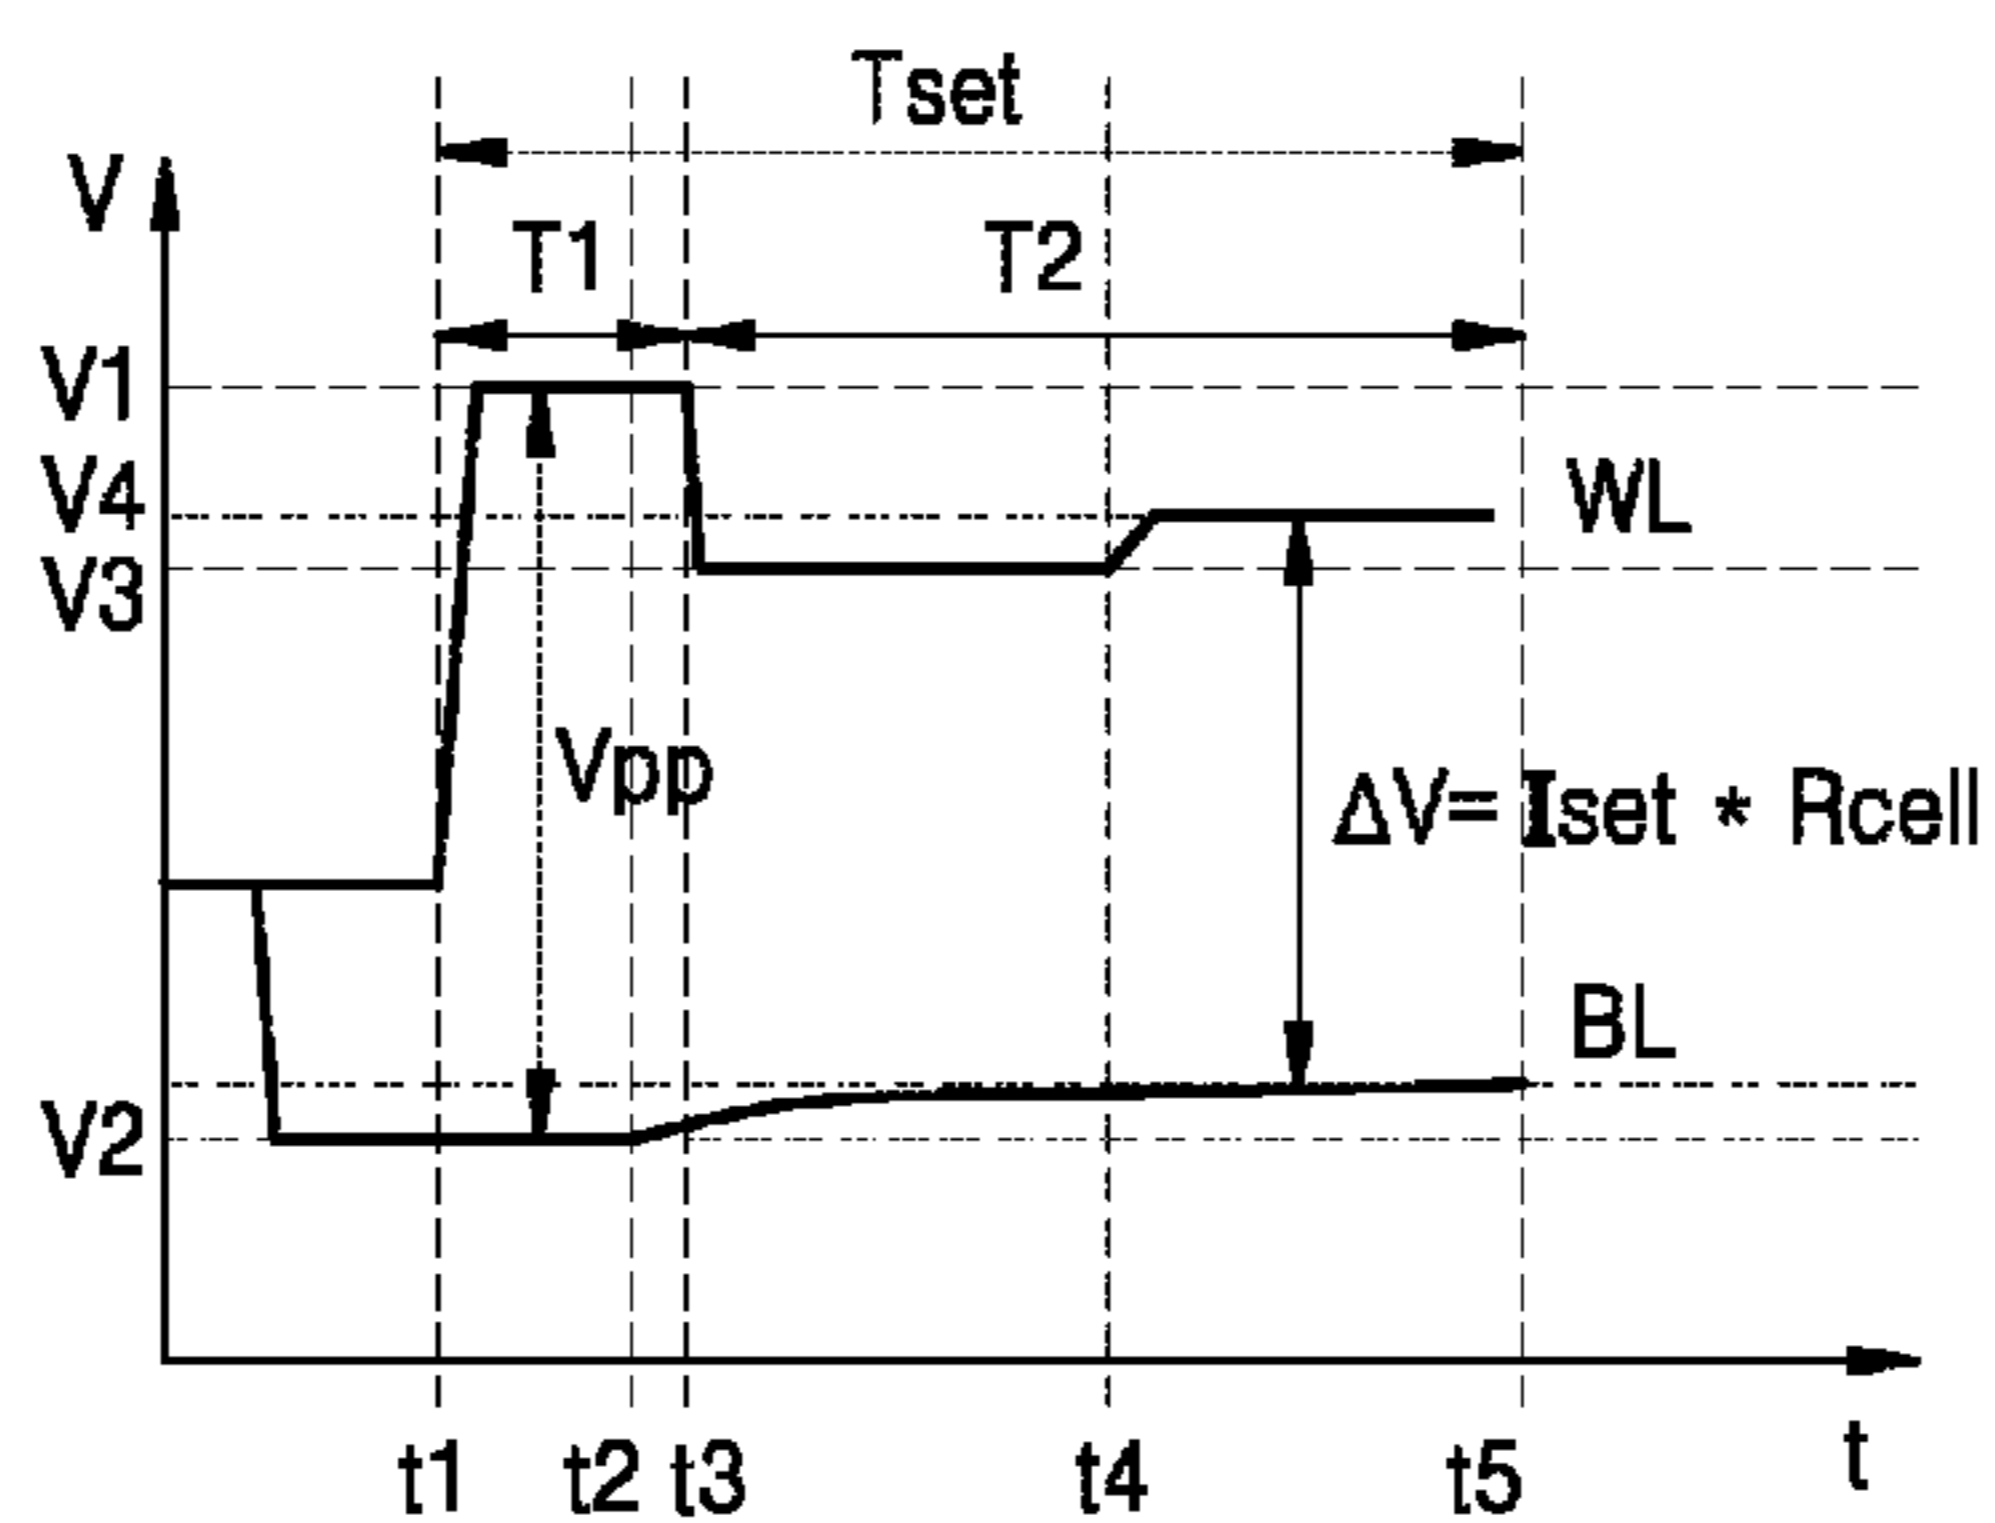 Tset
V
T1 T2
V1
V4 WL
V3
Vpp
ΔV= Iset * Rcell
BL
V2
t1 t2 t3 t4 t5 t